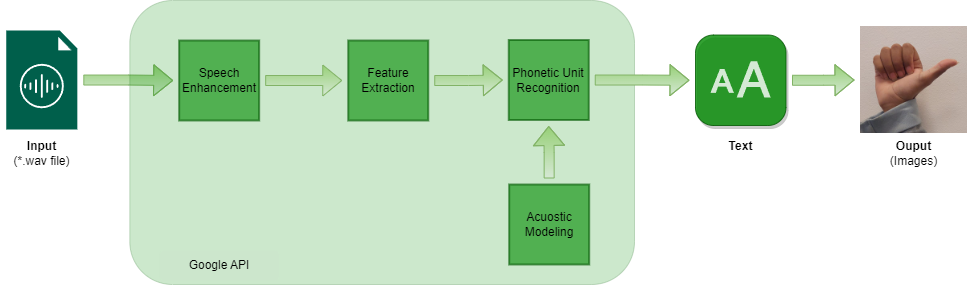 Speech
Enhancement
Feature
Extraction
Phonetic Unit
Recognition
AA
Input
(*.wav file)
Text
Ouput
(Images)
Acuostic
Modeling
Google API